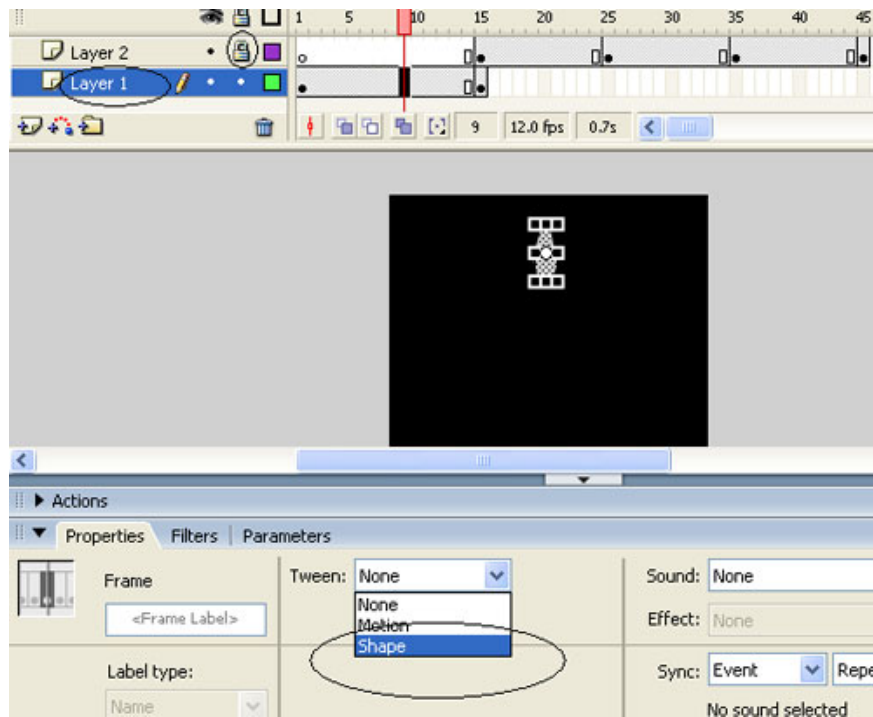 1 5 10 15 20 25 30 35 40 45
Layer 2
Layer 1
9 12.0 fps 0.7s
Actions
Properties Filters Parameters
Frame Tween: None Sound: None
<Frame Label> None Effect: None
Motion
Shape
Label type: Sync: Event Repe
Name No sound selected